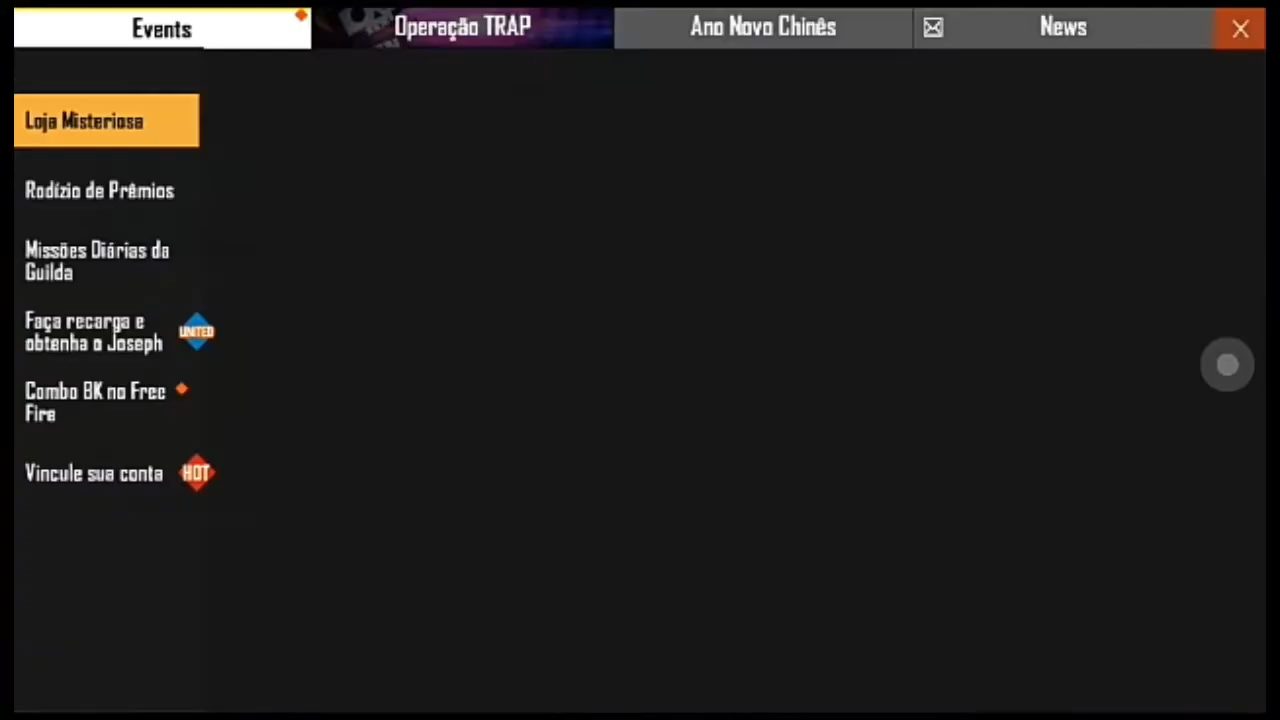 Events
Operação TRAP
Ano Novo Chinês
News
Loja Misteriosa
Rodízio de Prêmios
Missões Diárias da
Guilda
Faça recarga e
obtenha o Joseph
UNITED
Combo BK no Free
Fire
Vincule sua conta
HOT